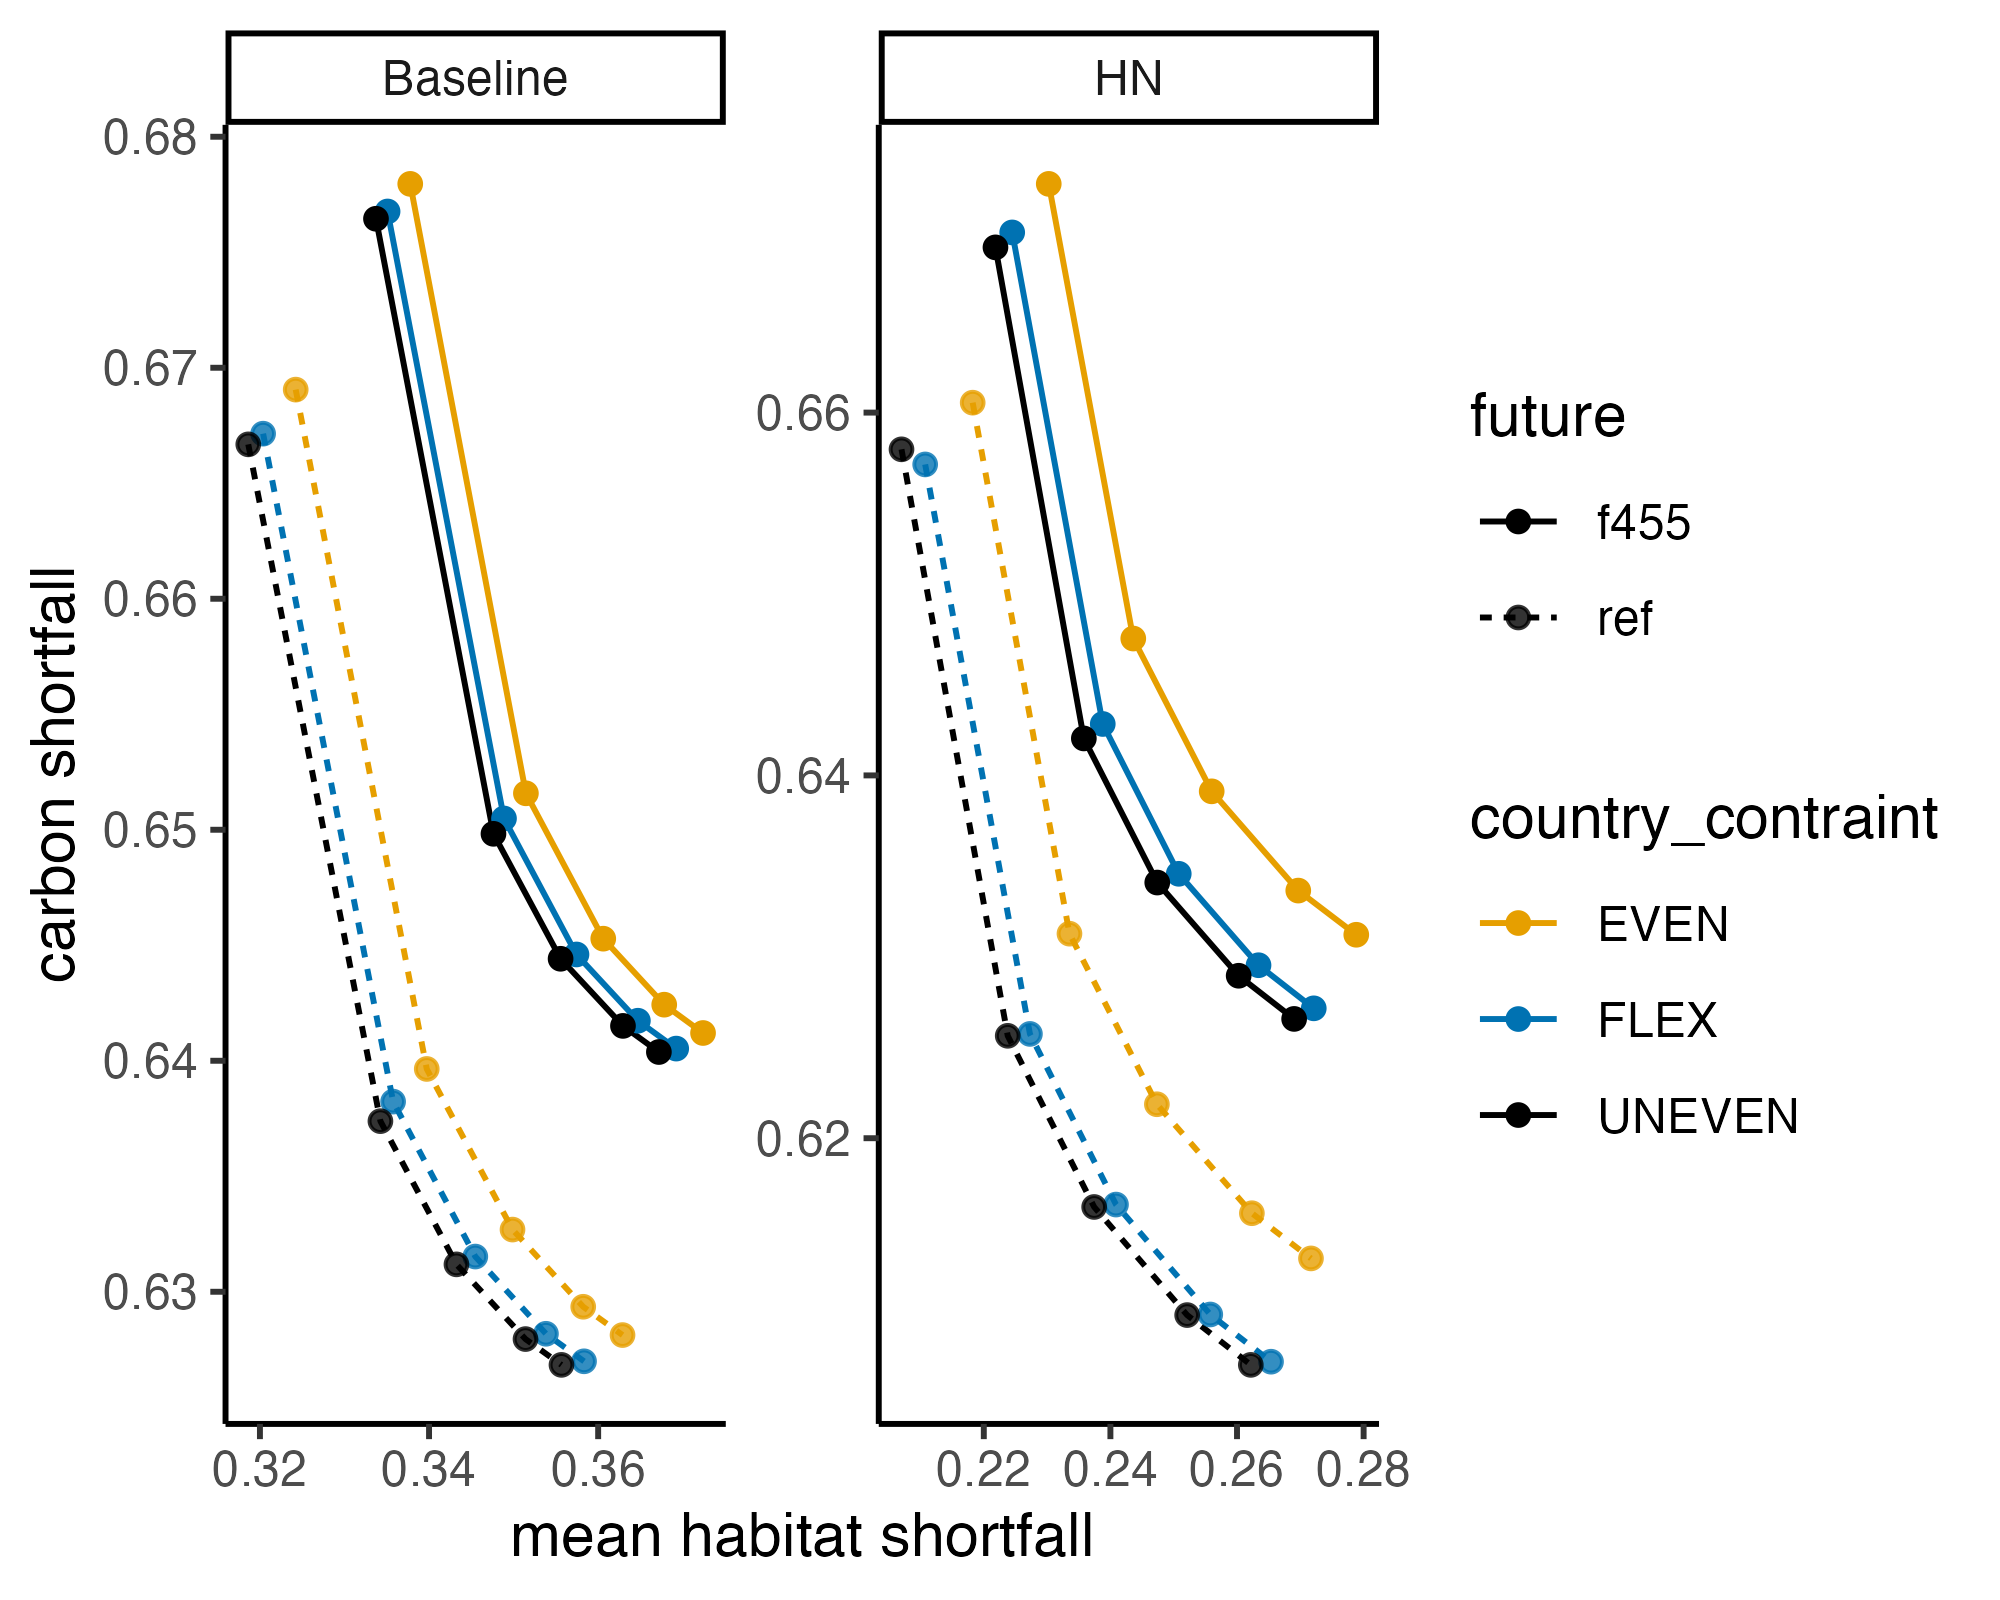 Baseline
HN
0.68
0.67
0.66
0.65
0.64
0.63
0.66
0.64
0.62
carbon shortfall
0.32 0.34 0.36
0.22 0.24 0.26 0.28
mean habitat shortfall
future
f455
ref
country_contraint
EVEN
FLEX
UNEVEN